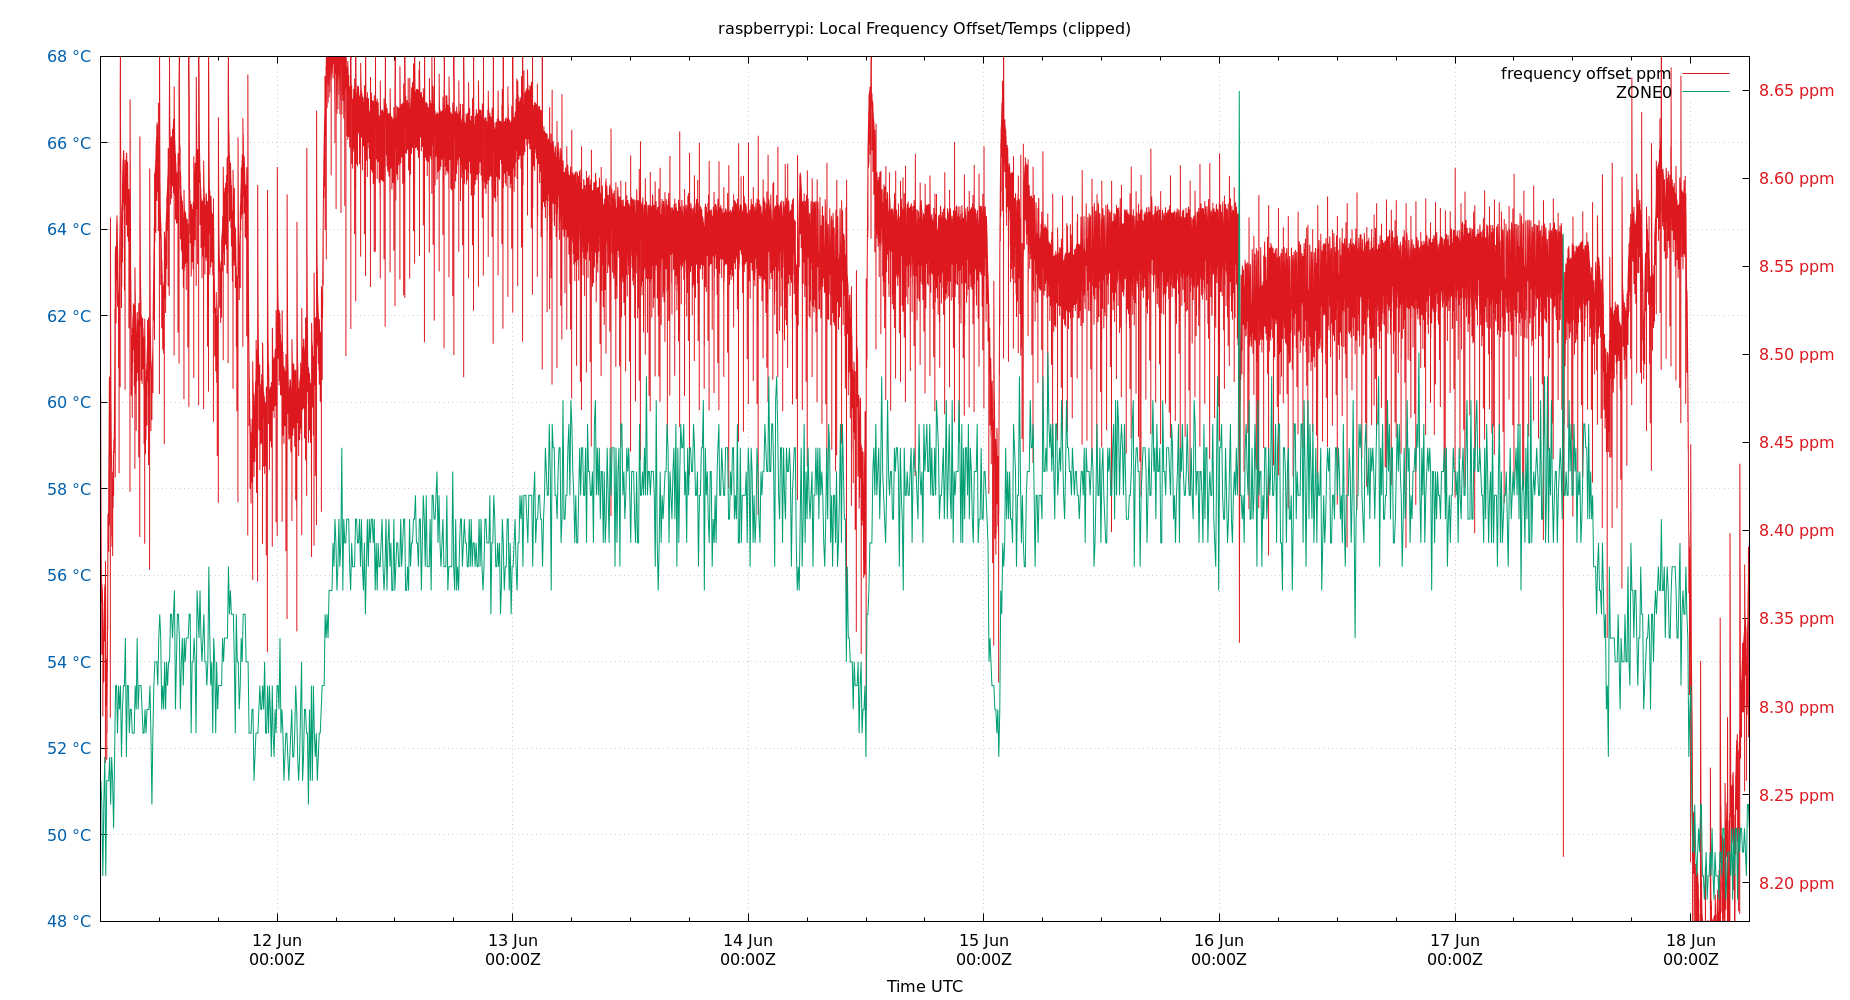 raspberrypi: Local Frequency Offset/Temps (clipped)
frequency offset ppm
ZONE0
68 °C
66 °C
64 °C
62 °C
60 °C
58 °C
56 °C
54 °C
52 °C
50 °C
48 °C
8.65 ppm
8.60 ppm
8.55 ppm
8.50 ppm
8.45 ppm
8.40 ppm
8.35 ppm
8.30 ppm
8.25 ppm
8.20 ppm
12 Jun
00:00Z
13 Jun
00:00Z
14 Jun
00:00Z
15 Jun
00:00Z
16 Jun
00:00Z
17 Jun
00:00Z
18 Jun
00:00Z
Time UTC